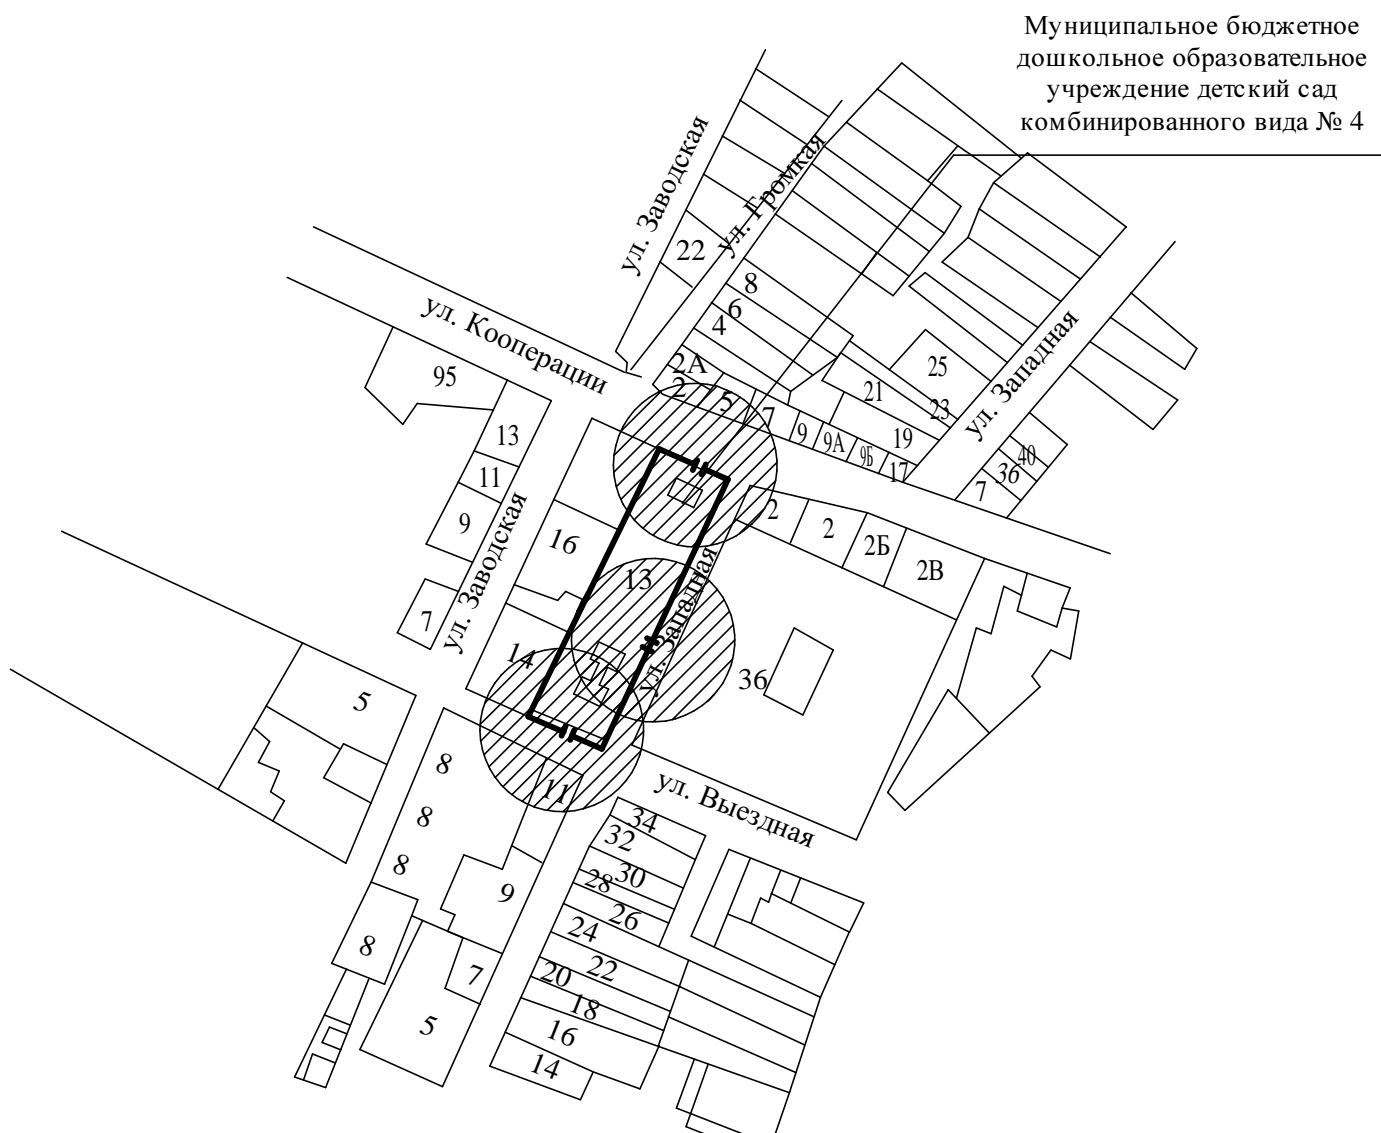 Муниципальное бюджетное
дошкольное образовательное
учреждение детский сад
комбинированного вида № 4
ул. Заводская
ул. Громкая
22
8
6
4
2А
2
5
7
9
9А
9Б
17
21
25
23
19
ул. Западная
40
36
7
ул. Кооперации
95
13
11
9
7
ул. Заводская
16
14
13
ул. Западная
2
2
2Б
2В
36
5
8
8
8
8
11
9
7
5
ул. Выездная
34
32
30
28
26
24
22
20
18
16
14